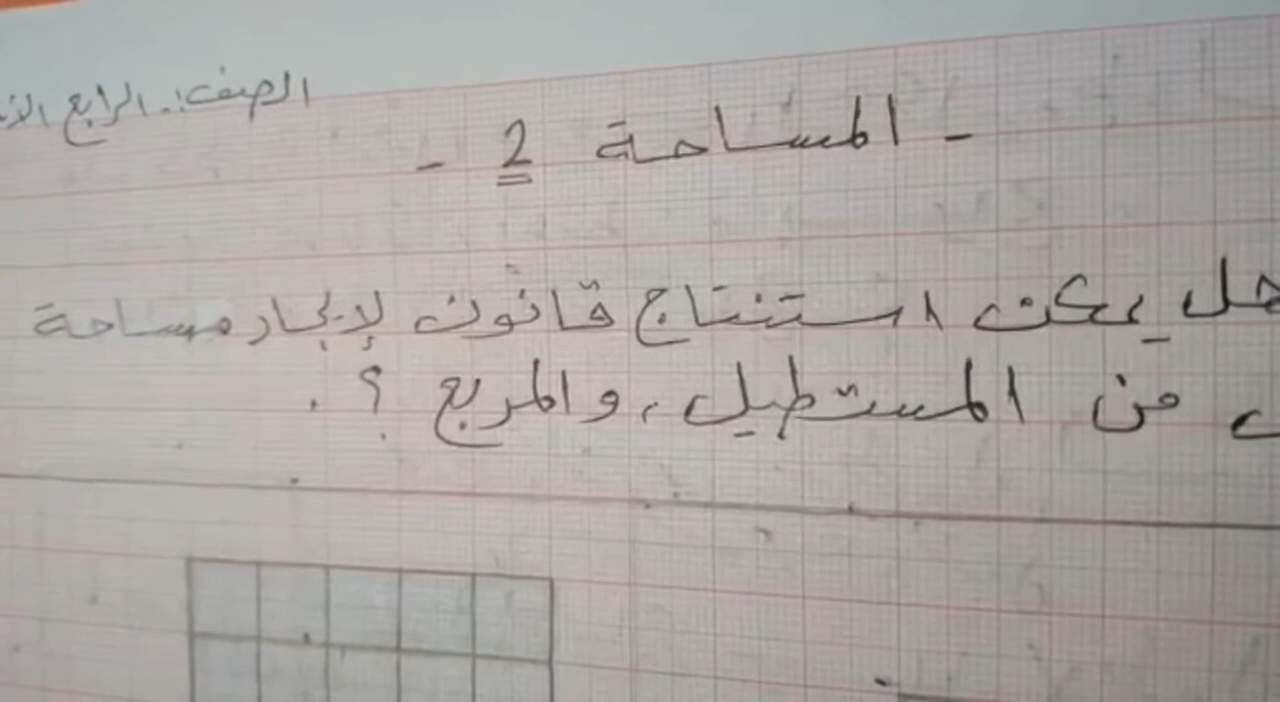 الصف: الرابع
- المساحة 2 -
هل يمكن استنتاج قانون لإيجاد مساحة
من المستطيل، والمربع ؟.